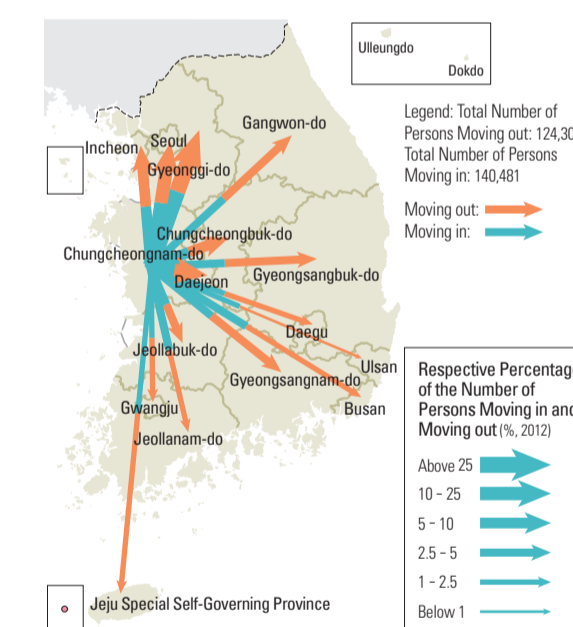 Ulleungdo
Dokdo
Legend: Total Number of
Persons Moving out: 124,30
Total Number of Persons
Moving in: 140,481
Moving out:
Moving in:
Gangwon-do
Seoul
Incheon
Gyeonggi-do
Chungcheongbuk-do
Chungcheongnam-do
Daejeon
Gyeongsangbuk-do
Daegu
Jeollabuk-do
Ulsan
Gyeongsangnam-do
Busan
Gwangju
Jeollanam-do
Jeju Special Self-Governing Province
Respective Percentage
of the Number of
Persons Moving in and
Moving out (%, 2012)
Above 25
10 - 25
5 - 10
2.5 - 5
1 - 2.5
Below 1